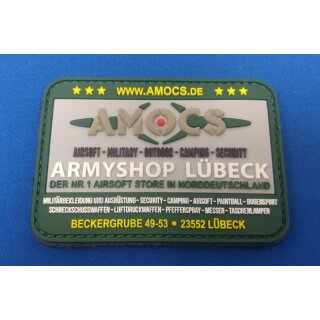 WWW.AMOCS.DE
AMOCS
AIRSOFT - MILITARY - OUTDOOR - CAMPING - SECURITY
ARMYSHOP LÜBECK
DER NR 1 AIRSOFT STORE IN NORDDEUTSCHLAND
MILITÄRBEKLEIDUNG UND AUSRÜSTUNG - SECURITY - CAMPING - AIRSOFT - PAINTBALL - BOGENSPORT
SCHRECKSCHUSSWAFFEN - LUFTDRUCKWAFFEN - PFEFFERSPRAY - MESSER - TASCHENLAMPEN
BECKERGRUBE 49-53 • 23552 LÜBECK